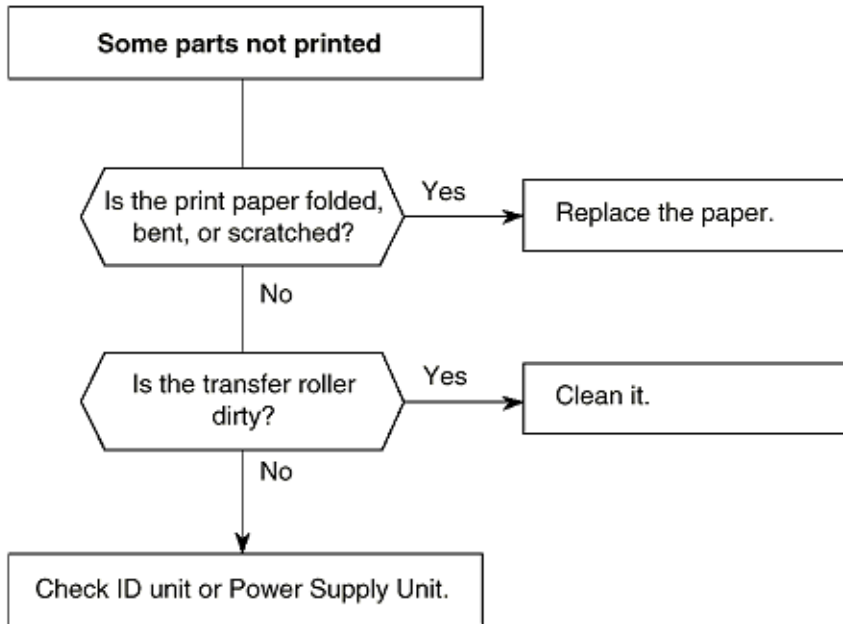 Some parts not printed
Is the print paper folded,
bent, or scratched?
Yes
Replace the paper.
No
Is the transfer roller
dirty?
Yes
Clean it.
No
Check ID unit or Power Supply Unit.